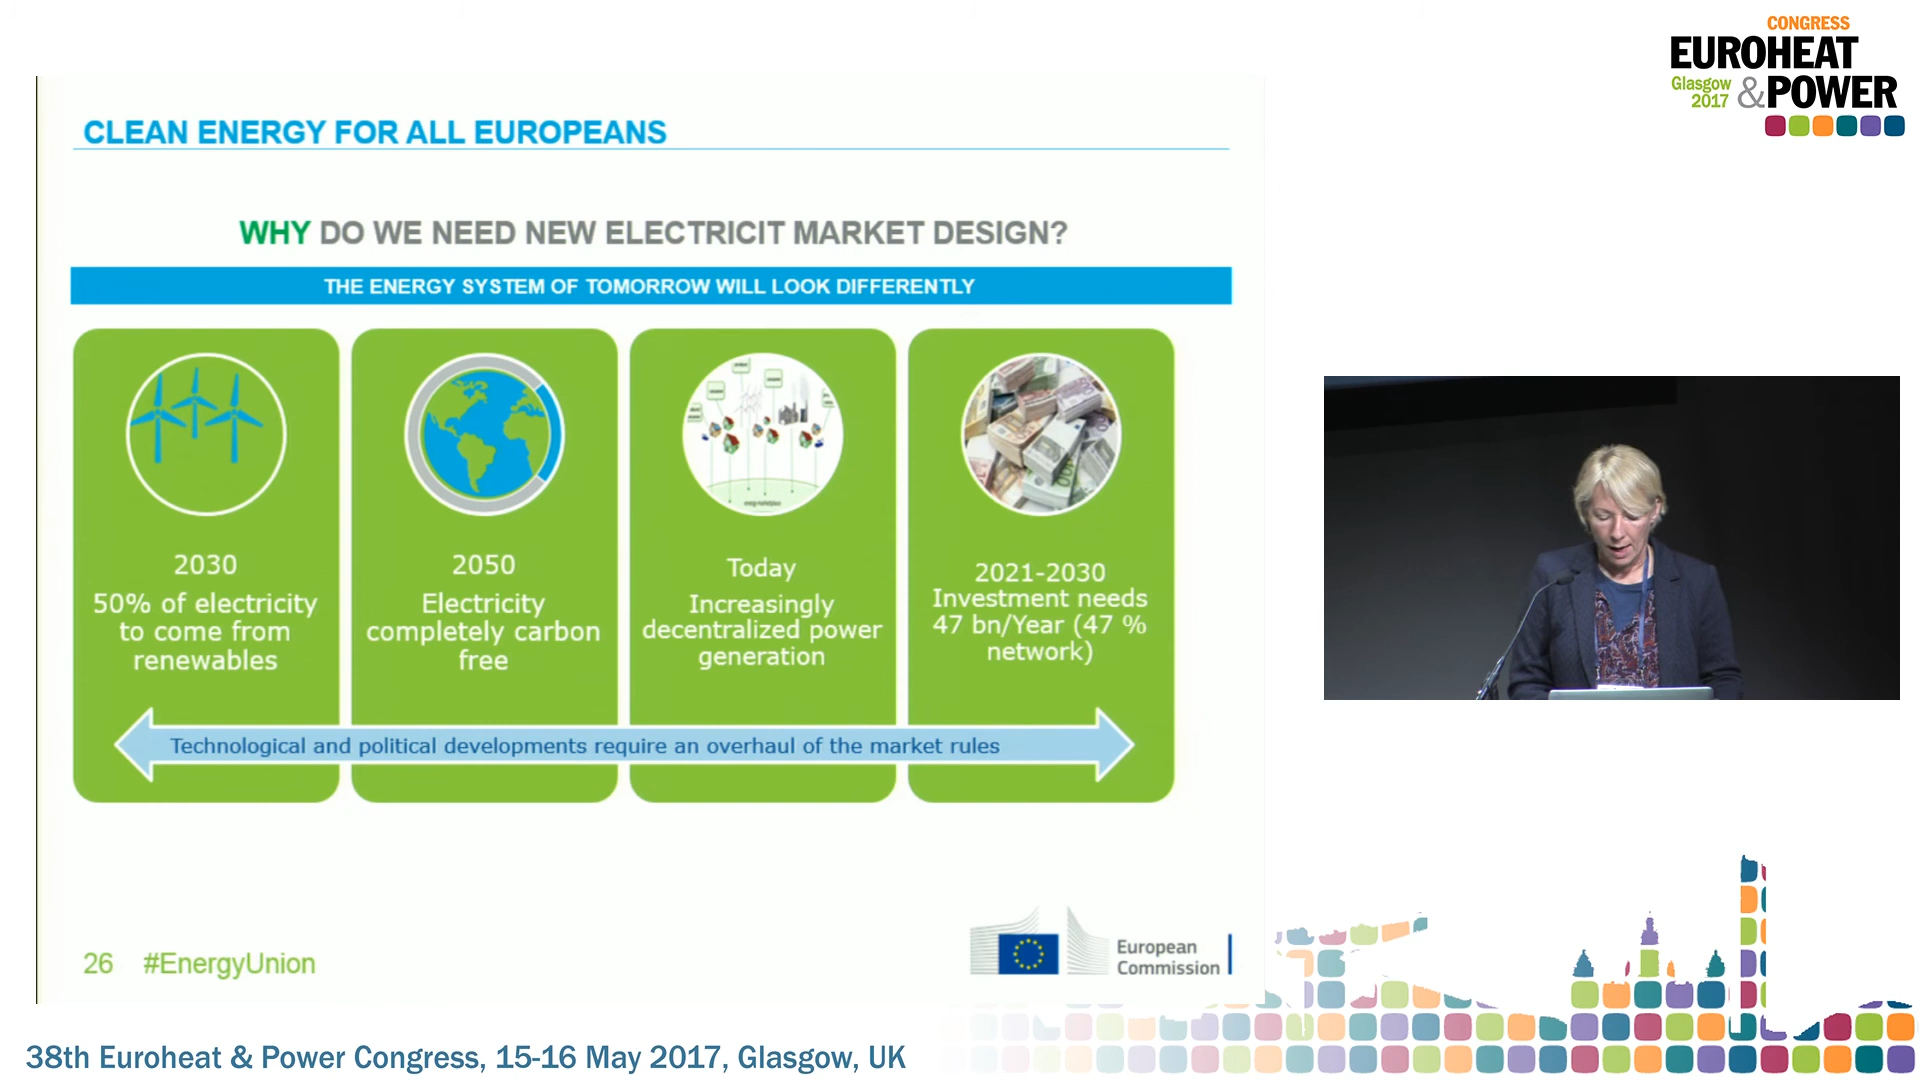 CONGRESS
EUROHEAT
Glasgow
2017
&POWER
CLEAN ENERGY FOR ALL EUROPEANS
WHY DO WE NEED NEW ELECTRICIT MARKET DESIGN?
THE ENERGY SYSTEM OF TOMORROW WILL LOOK DIFFERENTLY
2030
50% of electricity
to come from
renewables
2050
Electricity
completely carbon
free
Today
Increasingly
decentralized power
generation
2021-2030
Investment needs
47 bn/Year (47 %
network)
Technological and political developments require an overhaul of the market rules
26 #EnergyUnion
European
Commission
38th Euroheat & Power Congress, 15-16 May 2017, Glasgow, UK